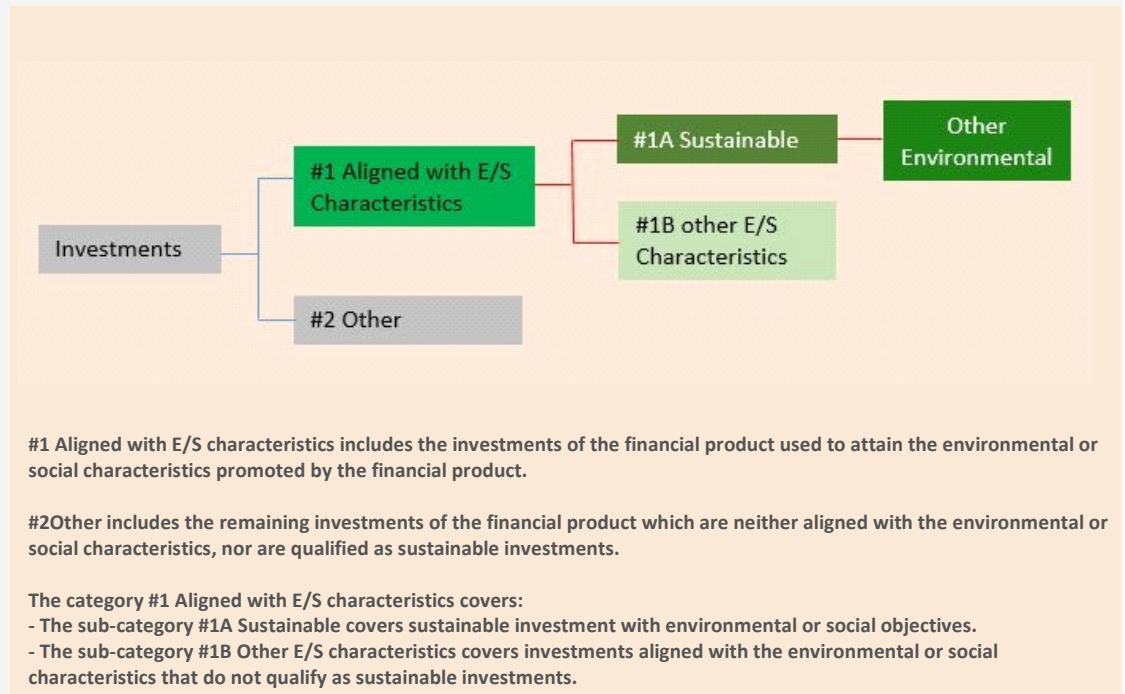 Investments
#1 Aligned with E/S
Characteristics
#2 Other
#1A Sustainable
#1B other E/S
Characteristics
Other
Environmental
#1 Aligned with E/S characteristics includes the investments of the financial product used to attain the environmental or
social characteristics promoted by the financial product.
#2Other includes the remaining investments of the financial product which are neither aligned with the environmental or
social characteristics, nor are qualified as sustainable investments.
The category #1 Aligned with E/S characteristics covers:
- The sub-category #1A Sustainable covers sustainable investment with environmental or social objectives.
- The sub-category #1B Other E/S characteristics covers investments aligned with the environmental or social
characteristics that do not qualify as sustainable investments.